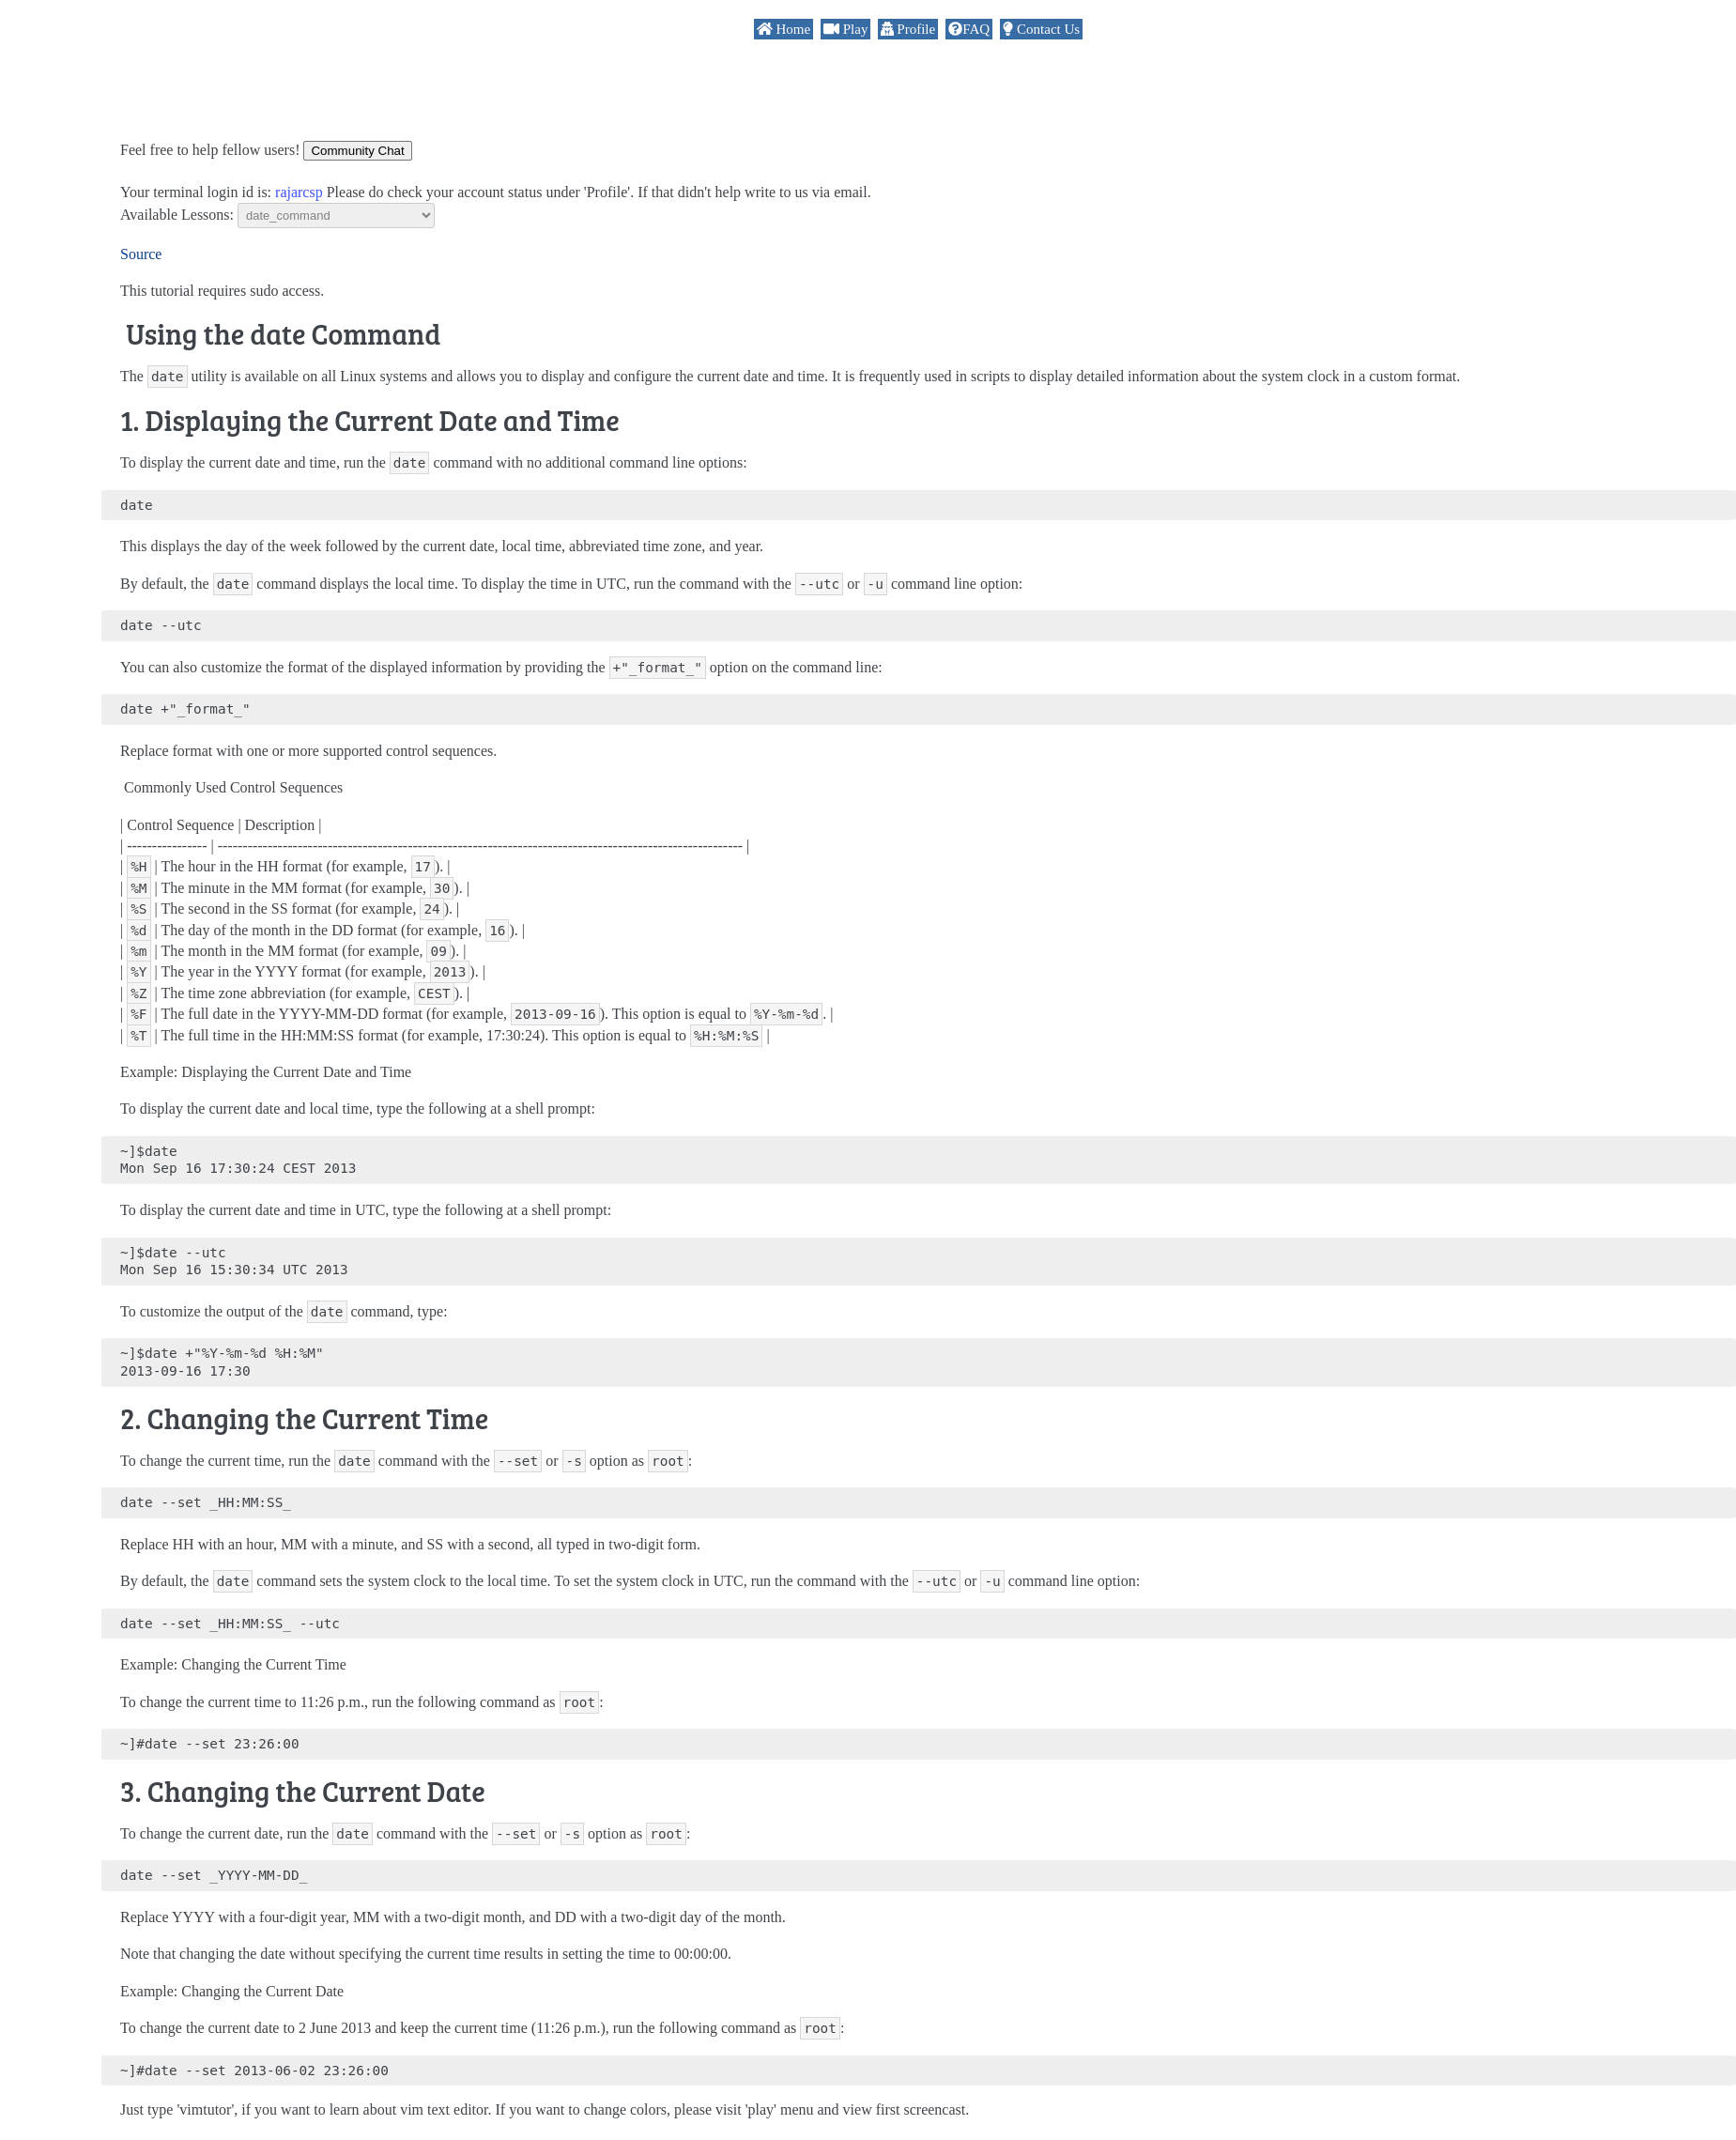 Home Play Profile FAQ Contact Us
Feel free to help fellow users! Community Chat
Your terminal login id is: rajarcsp Please do check your account status under 'Profile'. If that didn't help write to us via email.
Available Lessons: date_command
Source
This tutorial requires sudo access.
Using the date Command
The date utility is available on all Linux systems and allows you to display and configure the current date and time. It is frequently used in scripts to display detailed information about the system clock in a custom format.
1. Displaying the Current Date and Time
To display the current date and time, run the date command with no additional command line options:
date
This displays the day of the week followed by the current date, local time, abbreviated time zone, and year.
By default, the date command displays the local time. To display the time in UTC, run the command with the --utc or -u command line option:
date --utc
You can also customize the format of the displayed information by providing the +"_format_" option on the command line:
date +"_format_"
Replace format with one or more supported control sequences.
Commonly Used Control Sequences
| Control Sequence | Description |
| ---------------- | --------------------------------------------------------------------------------------------------------- |
| %H | The hour in the HH format (for example, 17). |
| %M | The minute in the MM format (for example, 30). |
| %S | The second in the SS format (for example, 24). |
| %d | The day of the month in the DD format (for example, 16). |
| %m | The month in the MM format (for example, 09). |
| %Y | The year in the YYYY format (for example, 2013). |
| %Z | The time zone abbreviation (for example, CEST). |
| %F | The full date in the YYYY-MM-DD format (for example, 2013-09-16). This option is equal to %Y-%m-%d. |
| %T | The full time in the HH:MM:SS format (for example, 17:30:24). This option is equal to %H:%M:%S |
Example: Displaying the Current Date and Time
To display the current date and local time, type the following at a shell prompt:
~]$date
Mon Sep 16 17:30:24 CEST 2013
To display the current date and time in UTC, type the following at a shell prompt:
~]$date --utc
Mon Sep 16 15:30:34 UTC 2013
To customize the output of the date command, type:
~]$date +"%Y-%m-%d %H:%M"
2013-09-16 17:30
2. Changing the Current Time
To change the current time, run the date command with the --set or -s option as root:
date --set _HH:MM:SS_
Replace HH with an hour, MM with a minute, and SS with a second, all typed in two-digit form.
By default, the date command sets the system clock to the local time. To set the system clock in UTC, run the command with the --utc or -u command line option:
date --set _HH:MM:SS_ --utc
Example: Changing the Current Time
To change the current time to 11:26 p.m., run the following command as root:
~]#date --set 23:26:00
3. Changing the Current Date
To change the current date, run the date command with the --set or -s option as root:
date --set _YYYY-MM-DD_
Replace YYYY with a four-digit year, MM with a two-digit month, and DD with a two-digit day of the month.
Note that changing the date without specifying the current time results in setting the time to 00:00:00.
Example: Changing the Current Date
To change the current date to 2 June 2013 and keep the current time (11:26 p.m.), run the following command as root:
~]#date --set 2013-06-02 23:26:00
Just type 'vimtutor', if you want to learn about vim text editor. If you want to change colors, please visit 'play' menu and view first screencast.